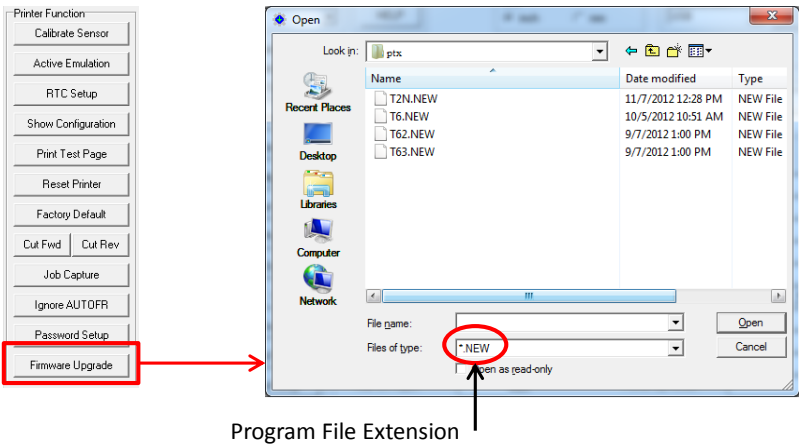 Printer Function
Calibrate Sensor
Active Emulation
RTC Setup
Show Configuration
Print Test Page
Reset Printer
Factory Default
Cut Fwd Cut Rev
Job Capture
Ignore AUTOFR
Password Setup
Firmware Upgrade
Open
Look in: ptx
Name Date modified Type
T2N.NEW 11/7/2012 12:28 PM NEW File
T6.NEW 10/5/2012 10:51 AM NEW File
T62.NEW 9/7/2012 1:00 PM NEW File
T63.NEW 9/7/2012 1:00 PM NEW File
Recent Places
Desktop
Libraries
Computer
Network
File name: Open
Files of type: *.NEW Cancel
Open as read-only
Program File Extension